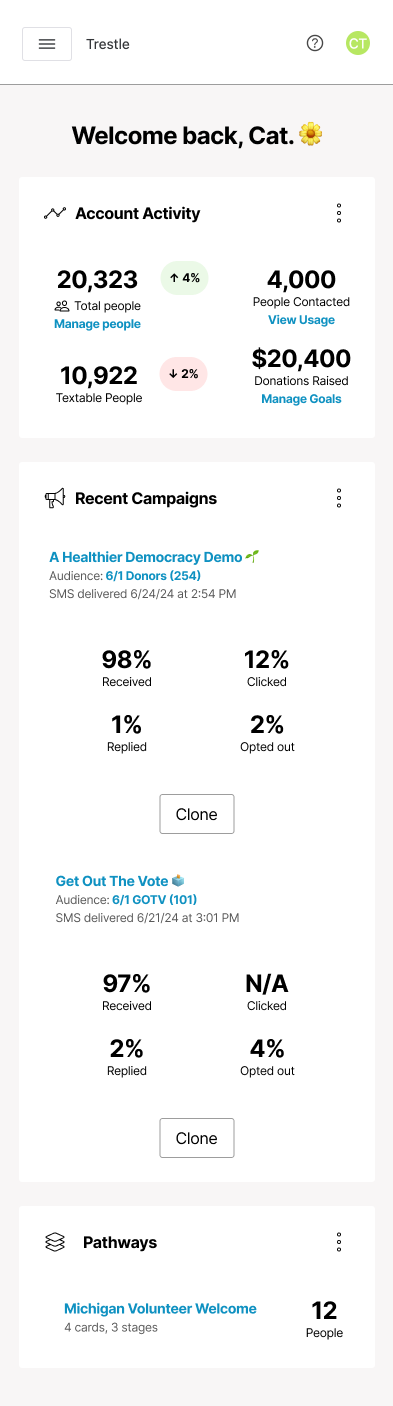 Trestle
CT
Welcome back, Cat. 🌼
Account Activity
20,323
↑ 4%
Total people
Manage people
4,000
People Contacted
View Usage
10,922
↓ 2%
Textable People
$20,400
Donations Raised
Manage Goals
Recent Campaigns
A Healthier Democracy Demo 🌱
Audience: 6/1 Donors (254)
SMS delivered 6/24/24 at 2:54 PM
98%
Received
12%
Clicked
1%
Replied
2%
Opted out
Clone
Get Out The Vote 🗳️
Audience: 6/1 GOTV (101)
SMS delivered 6/21/24 at 3:01 PM
97%
Received
N/A
Clicked
2%
Replied
4%
Opted out
Clone
Pathways
Michigan Volunteer Welcome
4 cards, 3 stages
12
People